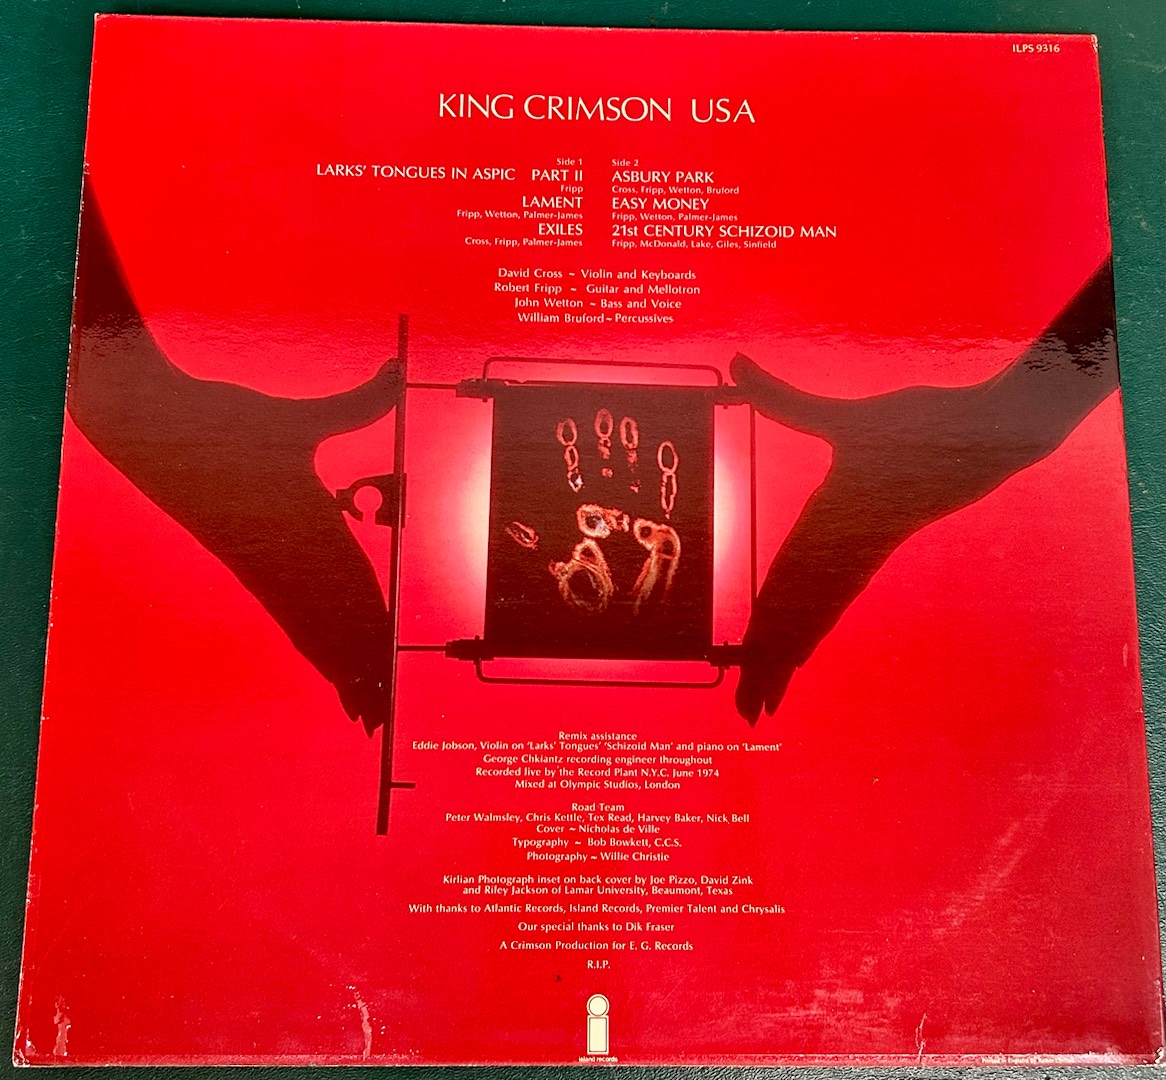 ILPS 9316
KING CRIMSON USA
Side 1
LARKS' TONGUES IN ASPIC PART II
Fripp
LAMENT
Fripp, Wetton, Palmer-James
EXILES
Cross, Fripp, Palmer-James
Side 2
ASBURY PARK
Cross, Fripp, Wetton, Bruford
EASY MONEY
Fripp, Wetton, Palmer-James
21st CENTURY SCHIZOID MAN
Fripp, McDonald, Lake, Giles, Sinfield
David Cross ~ Violin and Keyboards
Robert Fripp ~ Guitar and Mellotron
John Wetton ~ Bass and Voice
William Bruford ~ Percussives
Remix assistance
Eddie Jobson, Violin on 'Larks' Tongues' 'Schizoid Man' and piano on 'Lament'
George Chkiantz recording engineer throughout
Recorded live by the Record Plant N.Y.C. June 1974
Mixed at Olympic Studios, London
Road Team
Peter Walmsley, Chris Kettle, Tex Read, Harvey Baker, Nick Bell
Cover ~ Nicholas de Ville
Typography ~ Bob Bowkett, C.C.S.
Photography ~ Willie Christie
Kirlian Photograph inset on back cover by Joe Pizzo, David Zink
and Riley Jackson of Lamar University, Beaumont, Texas
With thanks to Atlantic Records, Island Records, Premier Talent and Chrysalis
Our special thanks to Dik Fraser
A Crimson Production for E. G. Records
R.I.P.
island records
Printed in England by